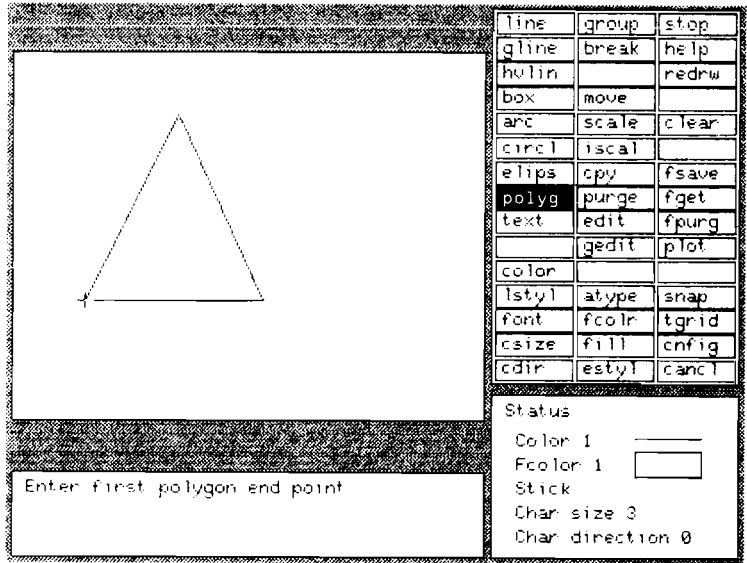 line group stop
gline break help
hvlin redrw
box move
arc scale clear
circl iscal
elips cpy fsave
polyg purge fget
text edit fpurg
gedit plot
color
lstyl atype snap
font fcolr tgrid
csize fill cnfig
cdir estyl cancl
Status
Color 1
Fcolor 1
Stick
Char size 3
Char direction 0
Enter first polygon end point